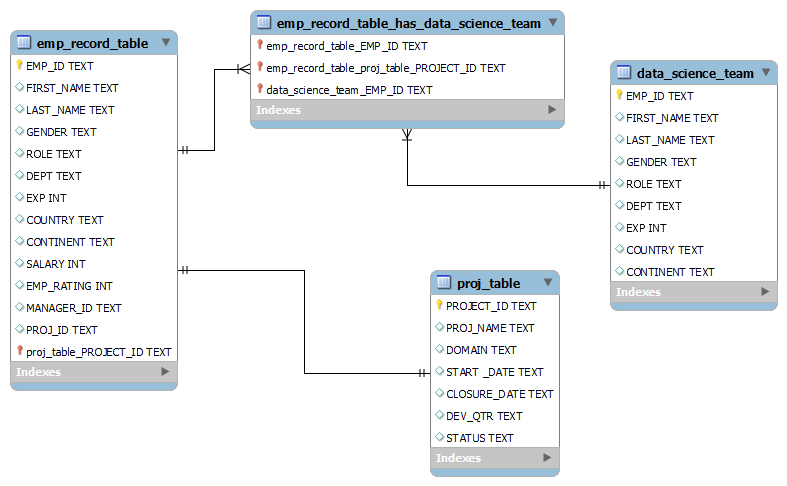 emp_record_table
EMP_ID TEXT
FIRST_NAME TEXT
LAST_NAME TEXT
GENDER TEXT
ROLE TEXT
DEPT TEXT
EXP INT
COUNTRY TEXT
CONTINENT TEXT
SALARY INT
EMP_RATING INT
MANAGER_ID TEXT
PROJ_ID TEXT
proj_table_PROJECT_ID TEXT
Indexes
emp_record_table_has_data_science_team
emp_record_table_EMP_ID TEXT
emp_record_table_proj_table_PROJECT_ID TEXT
data_science_team_EMP_ID TEXT
Indexes
data_science_team
EMP_ID TEXT
FIRST_NAME TEXT
LAST_NAME TEXT
GENDER TEXT
ROLE TEXT
DEPT TEXT
EXP INT
COUNTRY TEXT
CONTINENT TEXT
Indexes
proj_table
PROJECT_ID TEXT
PROJ_NAME TEXT
DOMAIN TEXT
START _DATE TEXT
CLOSURE_DATE TEXT
DEV_QTR TEXT
STATUS TEXT
Indexes